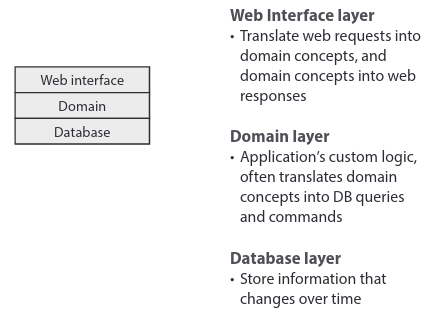 Web interface
Domain
Database
Web Interface layer
• Translate web requests into
domain concepts, and
domain concepts into web
responses
Domain layer
• Application’s custom logic,
often translates domain
concepts into DB queries
and commands
Database layer
• Store information that
changes over time